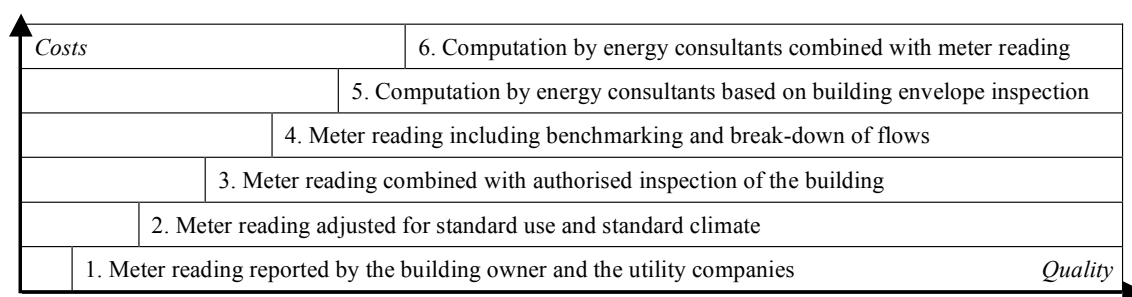 Costs
6. Computation by energy consultants combined with meter reading
5. Computation by energy consultants based on building envelope inspection
4. Meter reading including benchmarking and break-down of flows
3. Meter reading combined with authorised inspection of the building
2. Meter reading adjusted for standard use and standard climate
1. Meter reading reported by the building owner and the utility companies
Quality